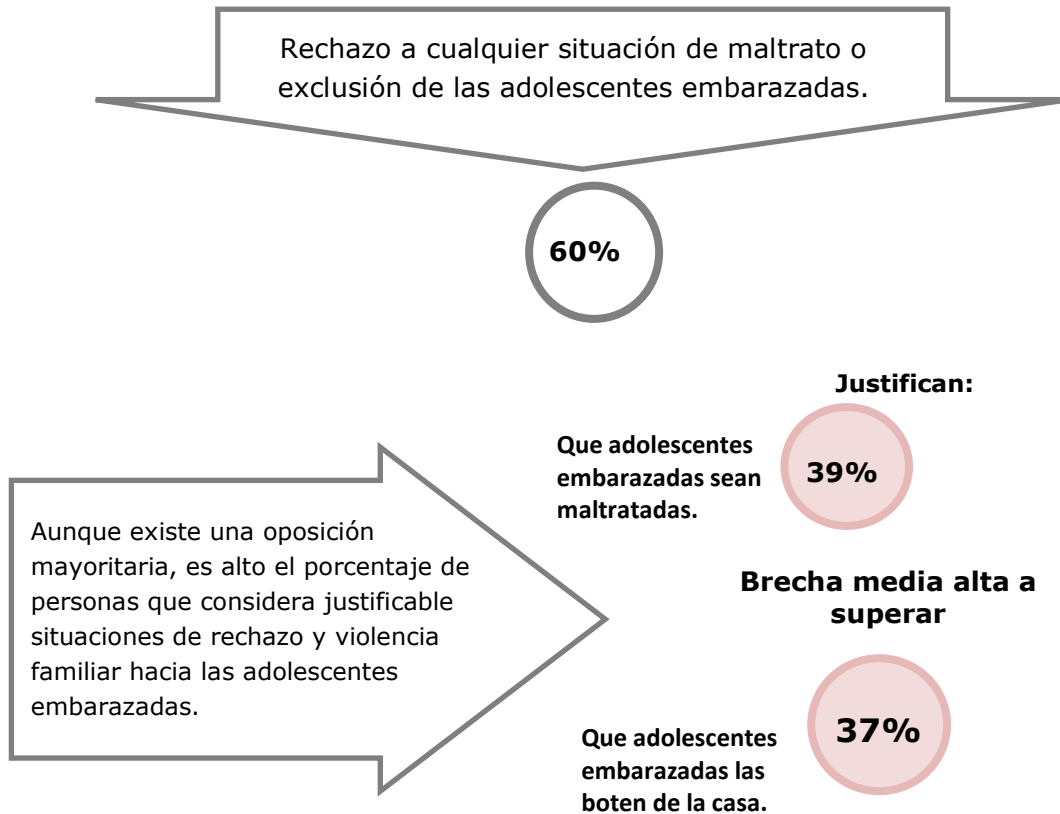 Rechazo a cualquier situación de maltrato o
exclusión de las adolescentes embarazadas.
60%
Justifican:
Que adolescentes
embarazadas sean
maltratadas.
39%
Aunque existe una oposición
mayoritaria, es alto el porcentaje de
personas que considera justificable
situaciones de rechazo y violencia
familiar hacia las adolescentes
embarazadas.
Brecha media alta a
superar
37%
Que adolescentes
embarazadas las
boten de la casa.